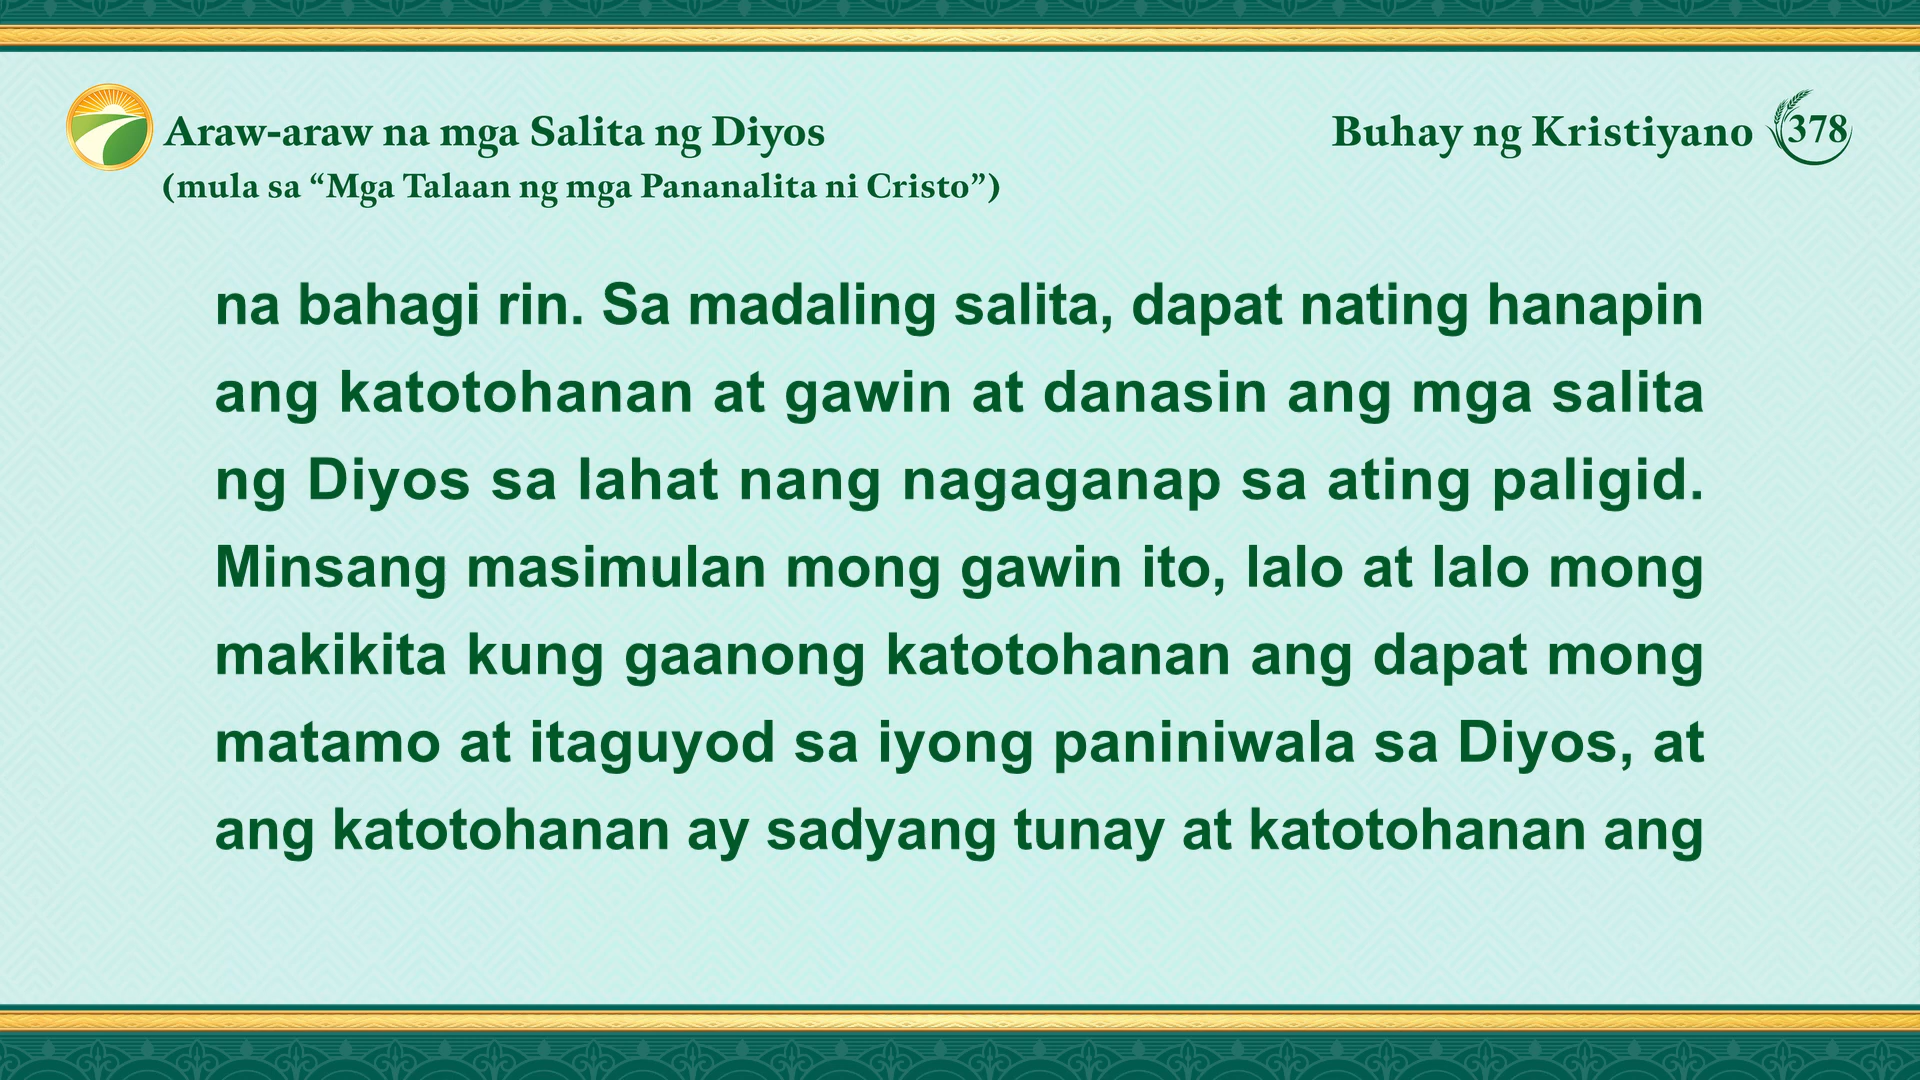 Araw-araw na mga Salita ng Diyos
(mula sa “Mga Talaan ng mga Pananalita ni Cristo”)
Buhay ng Kristiyano 378
na bahagi rin. Sa madaling salita, dapat nating hanapin
ang katotohanan at gawin at danasin ang mga salita
ng Diyos sa lahat nang nagaganap sa ating paligid.
Minsang masimulan mong gawin ito, lalo at lalo mong
makikita kung gaanong katotohanan ang dapat mong
matamo at itaguyod sa iyong paniniwala sa Diyos, at
ang katotohanan ay sadyang tunay at katotohanan ang